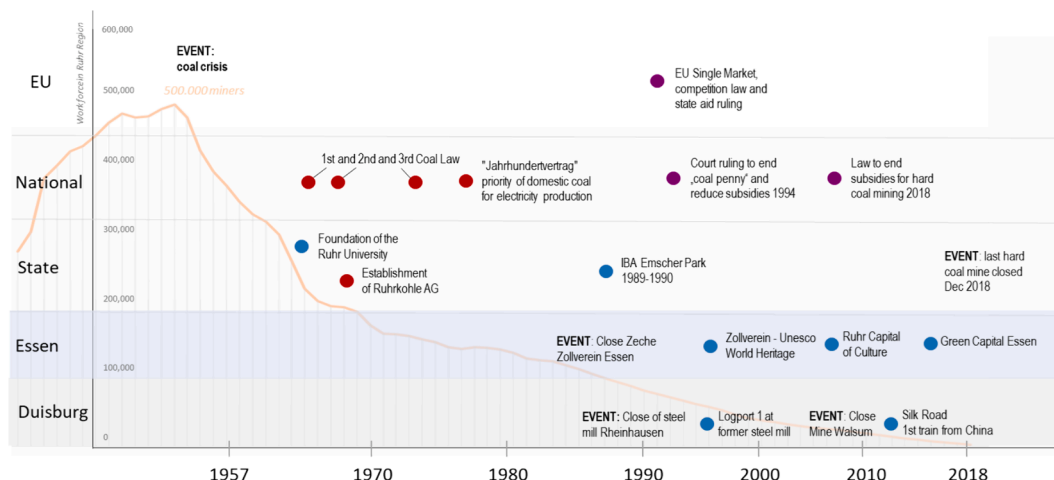 600,000
EVENT:
coal crisis
500.000 miners
Workforce in Ruhr Region
EU
500,000
EU Single Market,
competition law and
state aid ruling
400,000
National
1st and 2nd and 3rd Coal Law
"Jahrhundertvertrag"
priority of domestic coal
for electricity production
Court ruling to end
„coal penny“ and
reduce subsidies 1994
Law to end
subsidies for hard
coal mining 2018
300,000
State
Foundation of the
Ruhr University
Establishment
of Ruhrkohle AG
IBA Emscher Park
1989-1990
EVENT: last hard
coal mine closed
Dec 2018
200,000
Essen
EVENT: Close Zeche
Zollverein Essen
Zollverein - Unesco
World Heritage
Ruhr Capital
of Culture
Green Capital Essen
100,000
Duisburg
EVENT: Close of steel
mill Rheinhausen
Logport 1 at
former steel mill
EVENT: Close
Mine Walsum
Silk Road
1st train from China
0
1957
1970
1980
1990
2000
2010
2018